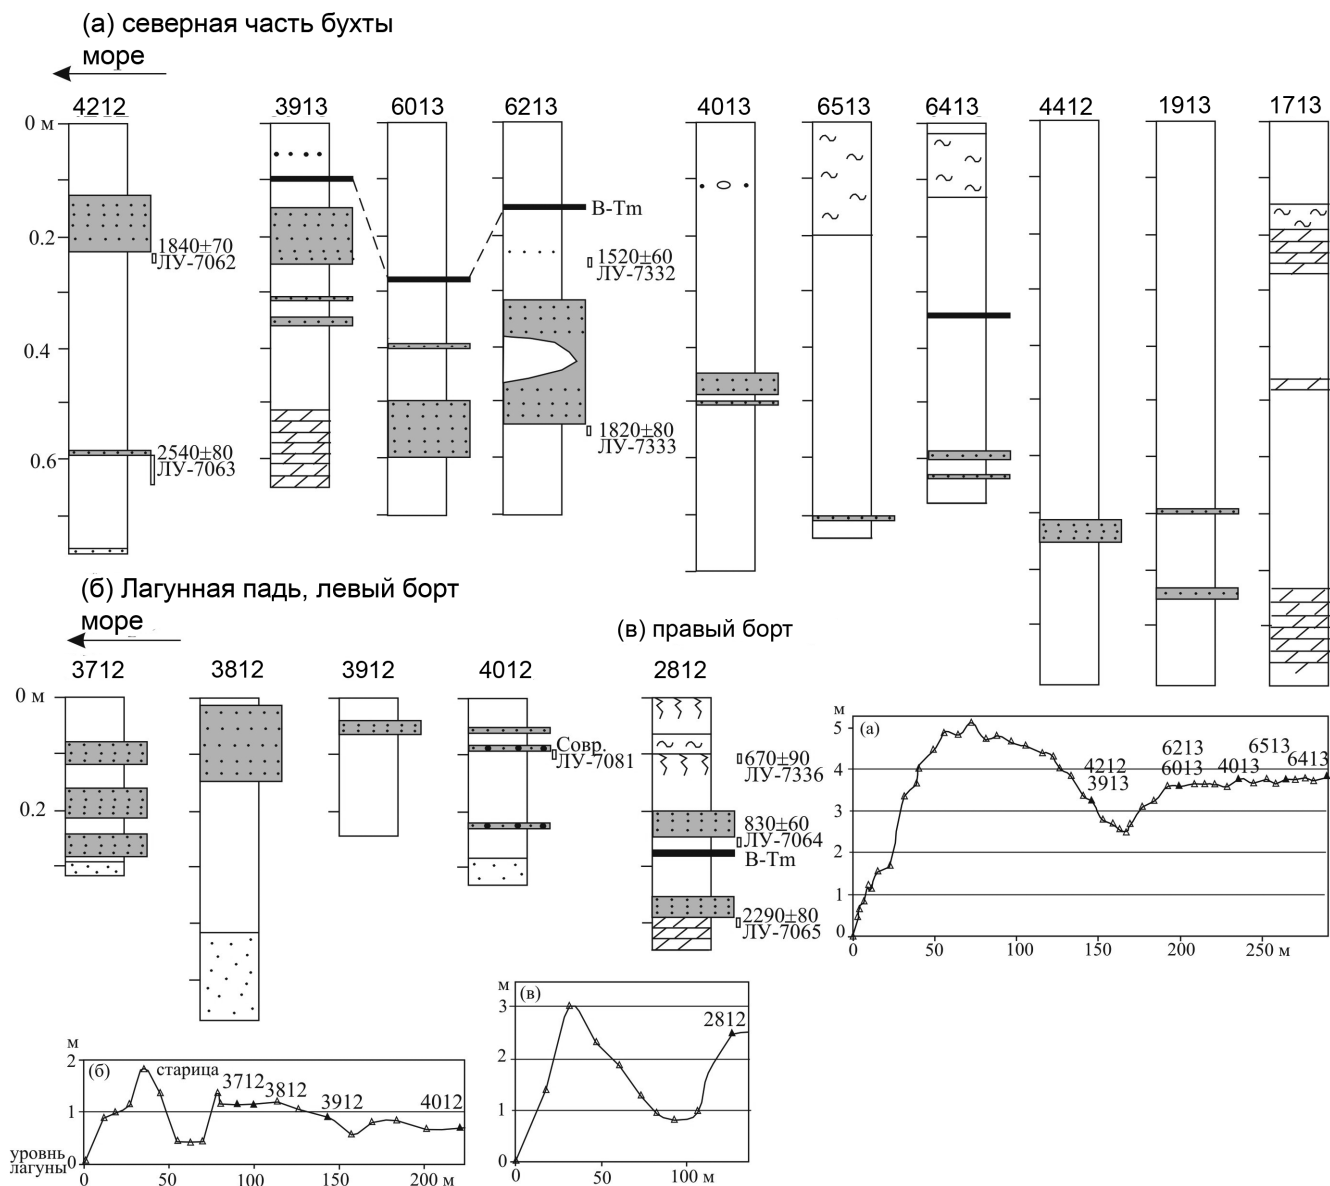 (а) северная часть бухты
море
4212 3913 6013 6213 4013 6513 6413 4412 1913 1713
0 м
0.2
0.4
0.6
1840±70
ЛУ-7062
2540±80
ЛУ-7063
B-Tm
1520±60
ЛУ-7332
1820±80
ЛУ-7333
(б) Лагунная падь, левый борт
море
(в) правый борт
3712 3812 3912 4012 2812
0 м
0.2
Совр.
ЛУ-7081
670±90
ЛУ-7336
830±60
ЛУ-7064
B-Tm
2290±80
ЛУ-7065
м
(а)
5
4
3
2
1
0
4212
3913
6213
6013
4013
6513
6413
0 50 100 150 200 250 м
м
(в)
3
2
1
0
2812
0 50 100 м
м
(б)
2
1
0
старица
3712
3812
3912
4012
уровнь
лагуны
0 50 100 150 200 м